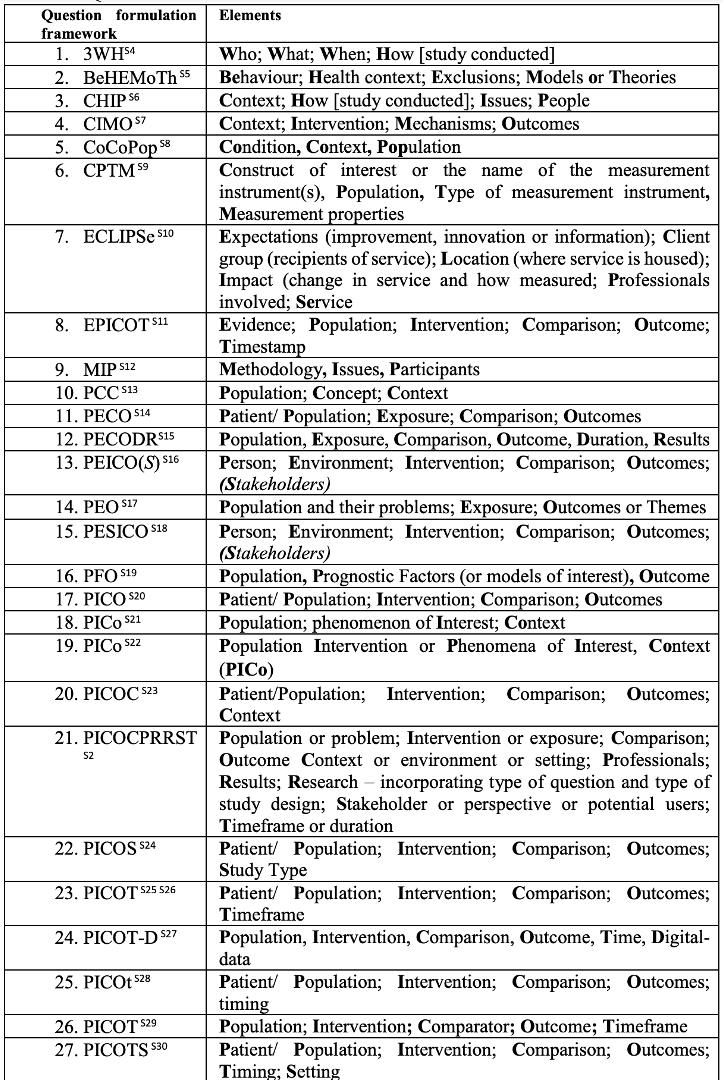 Question formulation framework
Elements
1. 3WH S4
Who; What; When; How [study conducted]
2. BeHEMoTh S5
Behaviour; Health context; Exclusions; Models or Theories
3. CHIP S6
Context; How [study conducted]; Issues; People
4. CIMO S7
Context; Intervention; Mechanisms; Outcomes
5. CoCoPop S8
Condition, Context, Population
6. CPTM S9
Construct of interest or the name of the measurement
instrument(s), Population, Type of measurement instrument,
Measurement properties
7. ECLIPSe S10
Expectations (improvement, innovation or information); Client
group (recipients of service); Location (where service is housed);
Impact (change in service and how measured; Professionals
involved; Service
8. EPICOT S11
Evidence; Population; Intervention; Comparison; Outcome;
Timestamp
9. MIP S12
Methodology, Issues, Participants
10. PCC S13
Population; Concept; Context
11. PECO S14
Patient/ Population; Exposure; Comparison; Outcomes
12. PECODR S15
Population, Exposure, Comparison, Outcome, Duration, Results
13. PEICO(S) S16
Person; Environment; Intervention; Comparison; Outcomes;
(Stakeholders)
14. PEO S17
Population and their problems; Exposure; Outcomes or Themes
15. PESICO S18
Person; Environment; Intervention; Comparison; Outcomes;
(Stakeholders)
16. PFO S19
Population, Prognostic Factors (or models of interest), Outcome
17. PICO S20
Patient/ Population; Intervention; Comparison; Outcomes
18. PICo S21
Population; phenomenon of Interest; Context
19. PICo S22
Population Intervention or Phenomena of Interest, Context
(PICo)
20. PICOC S23
Patient/Population; Intervention; Comparison; Outcomes;
Context
21. PICOCPRRST
S2
Population or problem; Intervention or exposure; Comparison;
Outcome Context or environment or setting; Professionals;
Results; Research – incorporating type of question and type of
study design; Stakeholder or perspective or potential users;
Timeframe or duration
22. PICOS S24
Patient/ Population; Intervention; Comparison; Outcomes;
Study Type
23. PICOT S25 S26
Patient/ Population; Intervention; Comparison; Outcomes;
Timeframe
24. PICOT-D S27
Population, Intervention, Comparison, Outcome, Time, Digital-
data
25. PICOt S28
Patient/ Population; Intervention; Comparison; Outcomes;
timing
26. PICOT S29
Population; Intervention; Comparator; Outcome; Timeframe
27. PICOTS S30
Patient/ Population; Intervention; Comparison; Outcomes;
Timing; Setting